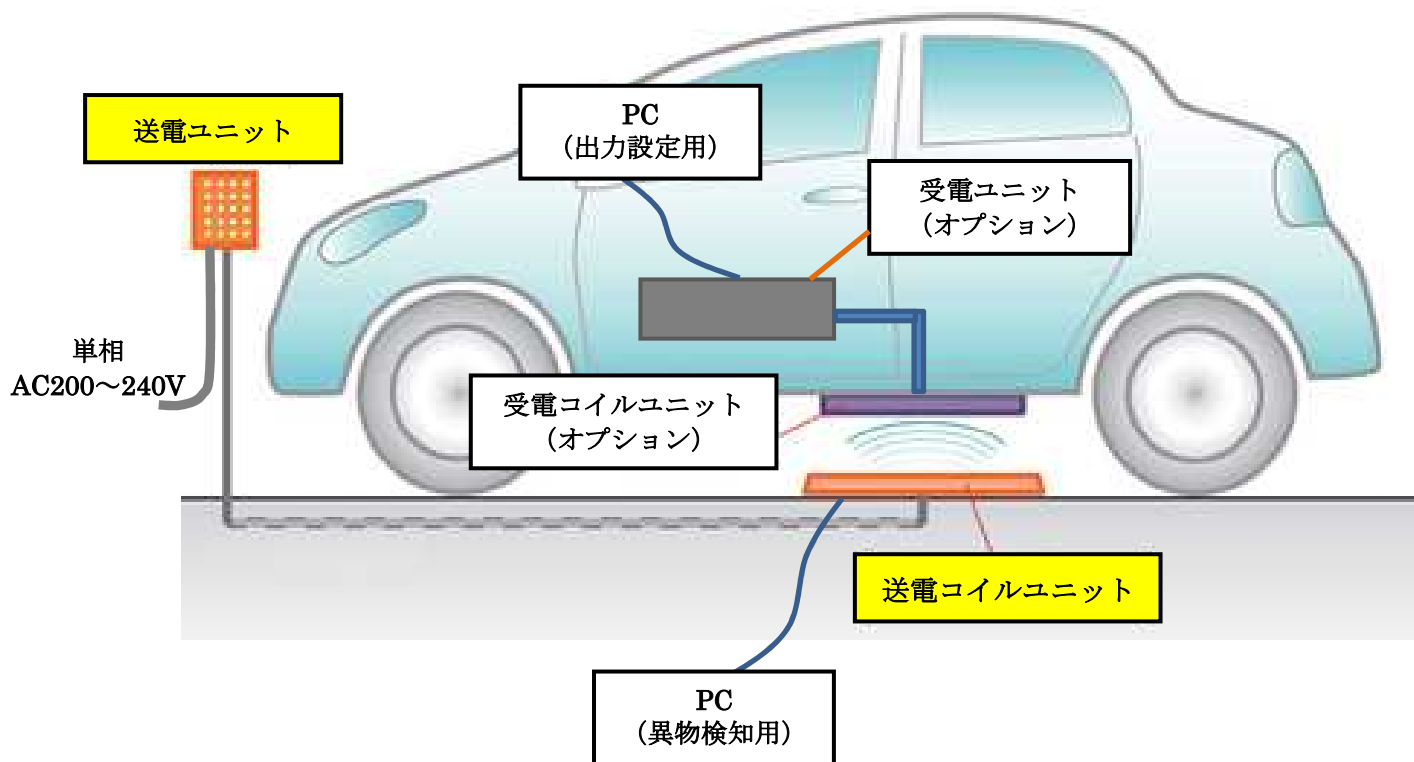 送電ユニット
PC
（出力設定用）
受電ユニット
（オプション）
単相
AC200～240V
受電コイルユニット
（オプション）
送電コイルユニット
PC
（異物検知用）